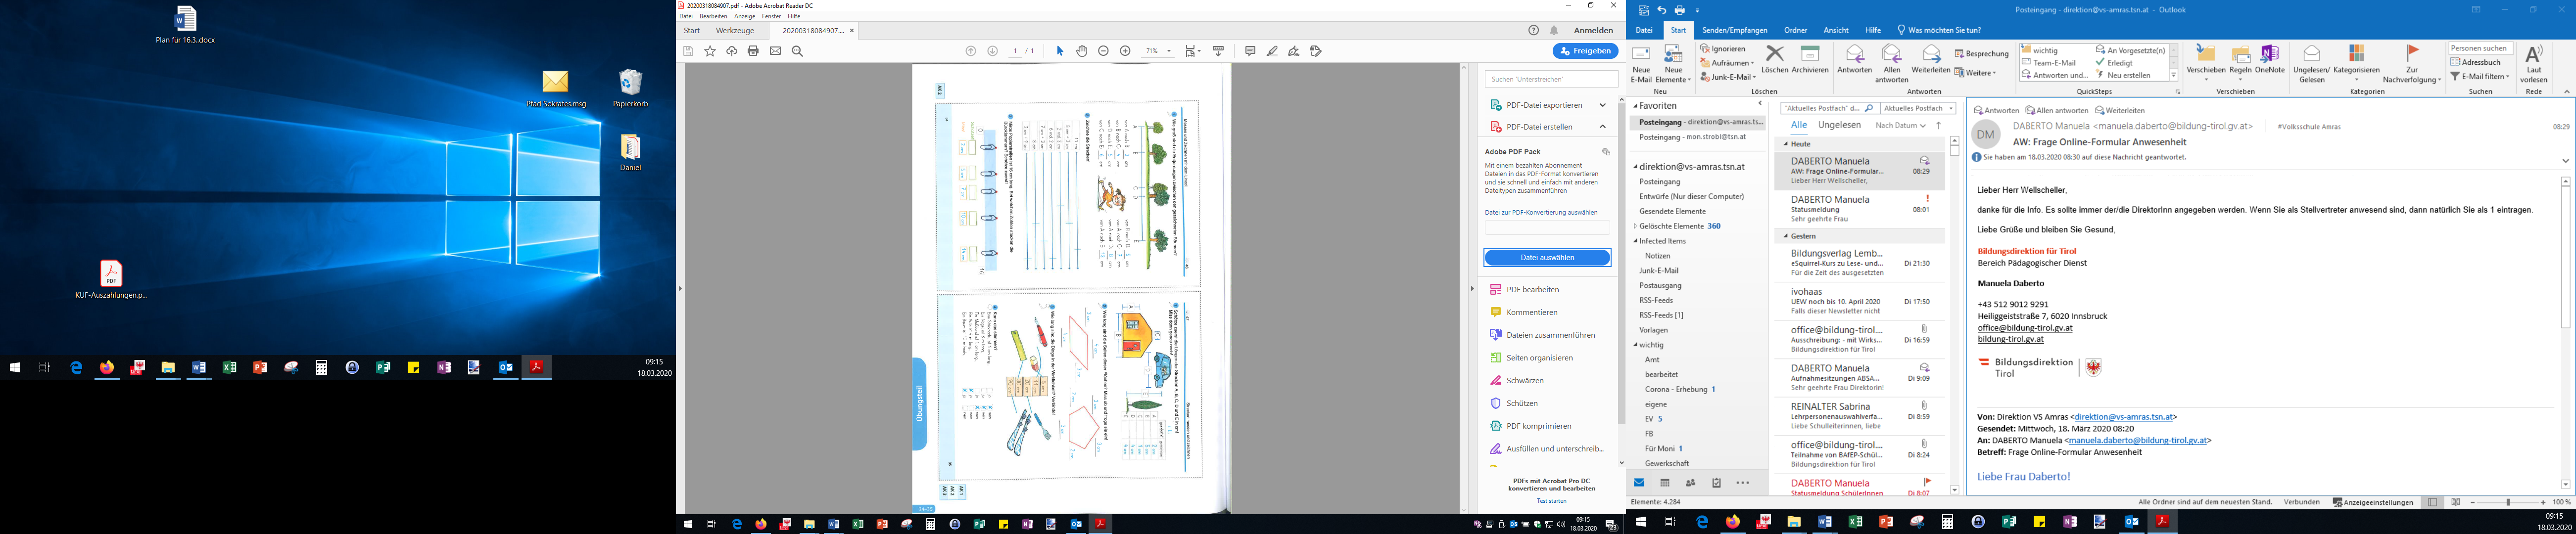 Plan für 16.3..docx
Pfad Sokrates.msg
Papierkorb
Daniel
KUF-Auszahlungen.p...
09:15
18.03.2020
20200318084907.pdf - Adobe Acrobat Reader DC
Datei Bearbeiten Anzeige Fenster Hilfe
Start Werkzeuge 20200318084907.... × Anmelden
1 / 1 71% Freigeben
Suchen 'Unterstreichen'
PDF-Datei exportieren
PDF-Datei erstellen
Adobe PDF Pack
Mit einem bezahlten Abonnement
Dateien in das PDF-Format konvertieren
und sie schnell und einfach mit anderen
Dateitypen zusammenführen
Datei zur PDF-Konvertierung auswählen
Datei auswählen
PDF bearbeiten
Kommentieren
Dateien zusammenführen
Seiten organisieren
Schwärzen
Schützen
PDF komprimieren
Ausfüllen und unterschreib...
PDFs mit Acrobat Pro DC
konvertieren und bearbeiten
Test starten
Übungsteil
09:15
18.03.2020
Posteingang - direktion@vs-amras.tsn.at - Outlook
Datei Start Senden/Empfangen Ordner Ansicht Hilfe Was möchten Sie tun?
Neue
E-Mail
Neue
Elemente
Neu
Ignorieren
Aufräumen
Junk-E-Mail
Löschen
Archivieren
Löschen
Antworten
Allen
antworten
Weiterleiten
Besprechung
Weitere
Antworten
wichtig
Team-E-Mail
Antworten und...
An Vorgesetzte(n)
Erledigt
Neu erstellen
QuickSteps
Verschieben
Regeln
OneNote
Verschieben
Ungelesen/
Gelesen
Kategorisieren
Zur
Nachverfolgung
Kategorien
Personen suchen
Adressbuch
E-Mail filtern
Suchen
Laut
vorlesen
Rede
Favoriten
Posteingang - direktion@vs-amras.ts...
Posteingang - mon.strobl@tsn.at
direktion@vs-amras.tsn.at
Posteingang
Entwürfe (Nur dieser Computer)
Gesendete Elemente
Gelöschte Elemente 360
Infected Items
Notizen
Junk-E-Mail
Postausgang
RSS-Feeds
RSS-Feeds [1]
Vorlagen
wichtig
Amt
bearbeitet
Corona - Erhebung 1
eigene
EV 5
FB
Für Moni 1
Gewerkschaft
"Aktuelles Postfach" d... Aktuelles Postfach
Alle Ungelesen Nach Datum
Heute
DABERTO Manuela
AW: Frage Online-Formular... 08:29
Lieber Herr Wellscheller,
DABERTO Manuela
Statusmeldung 08:01
Sehr geehrte Frau
Gestern
Bildungsverlag Lemb...
eSquirrel-Kurs zu Lese- und... Di 21:30
Für die Zeit des ausgesetzten
ivohaas
UEW noch bis 10. April 2020 Di 17:50
Falls dieser Newsletter nicht
office@bildung-tirol....
Ausschreibung: - mit Wirks... Di 16:59
Bildungsdirektion für Tirol
DABERTO Manuela
Aufnahmesitzungen ABSA... Di 9:09
Sehr geehrte Frau Direktorin!
REINALTER Sabrina
Lehrpersonenauswahlverfa... Di 8:59
Liebe Schulleiterinnen, liebe
office@bildung-tirol....
Teilnahme von BAfEP-Schül... Di 8:24
Bildungsdirektion für Tirol
DABERTO Manuela
Statusmeldung SchülerInnen Di 8:07
Antworten Allen antworten Weiterleiten
DM
DABERTO Manuela <manuela.daberto@bildung-tirol.gv.at> #Volksschule Amras 08:29
AW: Frage Online-Formular Anwesenheit
Sie haben am 18.03.2020 08:30 auf diese Nachricht geantwortet.
Lieber Herr Wellscheller,
danke für die Info. Es sollte immer der/die DirektorInn angegeben werden. Wenn Sie als Stellvertreter anwesend sind, dann natürlich Sie als 1 eintragen.
Liebe Grüße und bleiben Sie Gesund,
Bildungsdirektion für Tirol
Bereich Pädagogischer Dienst
Manuela Daberto
+43 512 9012 9291
Heiliggeiststraße 7, 6020 Innsbruck
office@bildung-tirol.gv.at
bildung-tirol.gv.at
Bildungsdirektion
Tirol
Von: Direktion VS Amras <direktion@vs-amras.tsn.at>
Gesendet: Mittwoch, 18. März 2020 08:20
An: DABERTO Manuela <manuela.daberto@bildung-tirol.gv.at>
Betreff: Frage Online-Formular Anwesenheit
Liebe Frau Daberto!
Elemente: 4.284 Alle Ordner sind auf dem neuesten Stand. Verbunden Anzeigeeinstellungen 100 %
09:15
18.03.2020